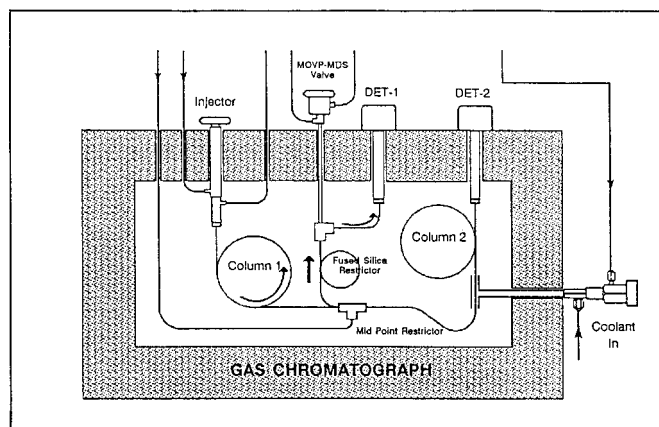 MOVP-MDS
Valve
Injector
DET-1
DET-2
Column 1
Fused Silica
Restrictor
Column 2
Mid Point Restrictor
Coolant
In
GAS CHROMATOGRAPH